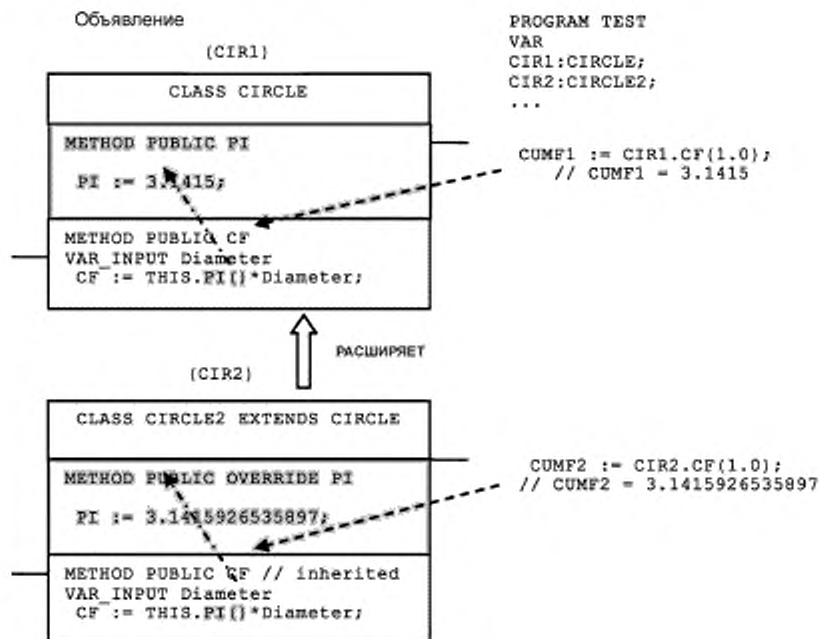 Объявление
(CIR1)
CLASS CIRCLE
METHOD PUBLIC PI
PI := 3.1415;
METHOD PUBLIC CF
VAR_INPUT Diameter
CF := THIS.PI()*Diameter;
РАСШИРЯЕТ
(CIR2)
CLASS CIRCLE2 EXTENDS CIRCLE
METHOD PUBLIC OVERRIDE PI
PI := 3.1415926535897;
METHOD PUBLIC CF // inherited
VAR_INPUT Diameter
CF := THIS.PI()*Diameter;
PROGRAM TEST
VAR
CIR1:CIRCLE;
CIR2:CIRCLE2;
...
CUMF1 := CIR1.CF(1.0);
// CUMF1 = 3.1415
CUMF2 := CIR2.CF(1.0);
// CUMF2 = 3.1415926535897